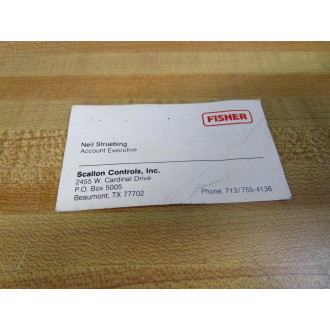 FISHER
Neil Struebing
Account Executive
Scallon Controls, Inc.
2455 W. Cardinal Drive
P.O. Box 5005
Beaumont, TX 77702
Phone: 713/755-4136